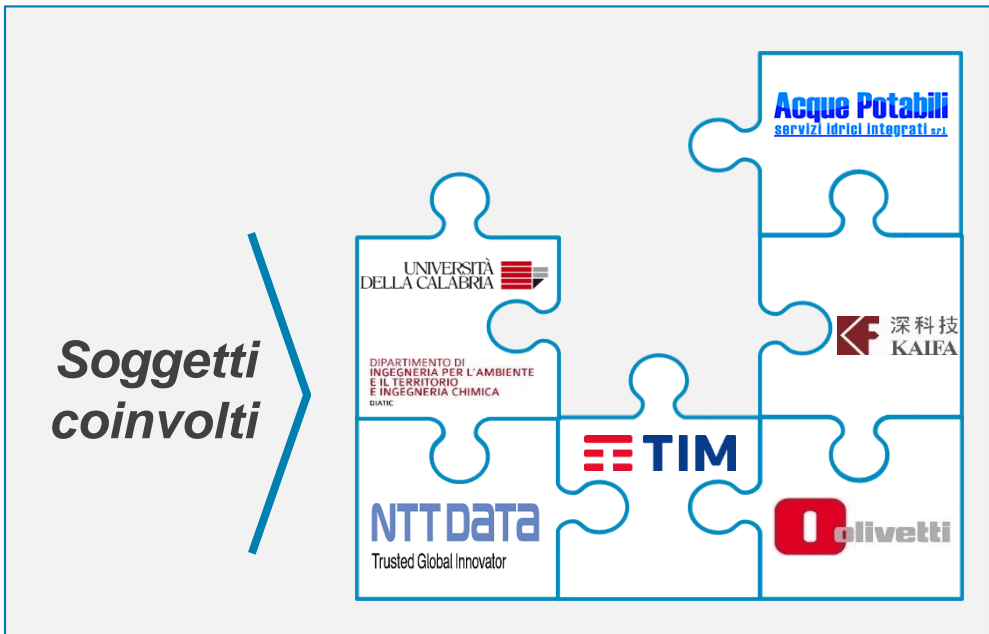 Soggetti
coinvolti
Acque Potabili
servizi idrici integrati s.r.l.
UNIVERSITÀ
DELLA CALABRIA
DIPARTIMENTO DI
INGEGNERIA PER L'AMBIENTE
E IL TERRITORIO
E INGEGNERIA CHIMICA
DIATIC
深科技
KAIFA
TIM
NTT DATA
Trusted Global Innovator
olivetti